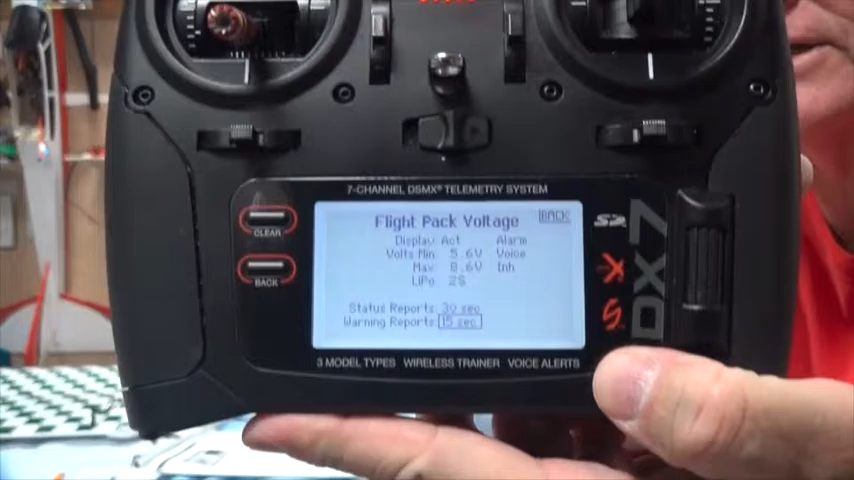 7-CHANNEL DSMX® TELEMETRY SYSTEM
CLEAR
BACK
Flight Pack Voltage
BACK
Display: Act Alarm
Volts Min: 5.6V Voice
Max: 8.6V Inh
LiPo: 2S
Status Reports: 30 sec
Warning Reports: 15 sec
3 MODEL TYPES WIRELESS TRAINER VOICE ALERTS
SD
DX7